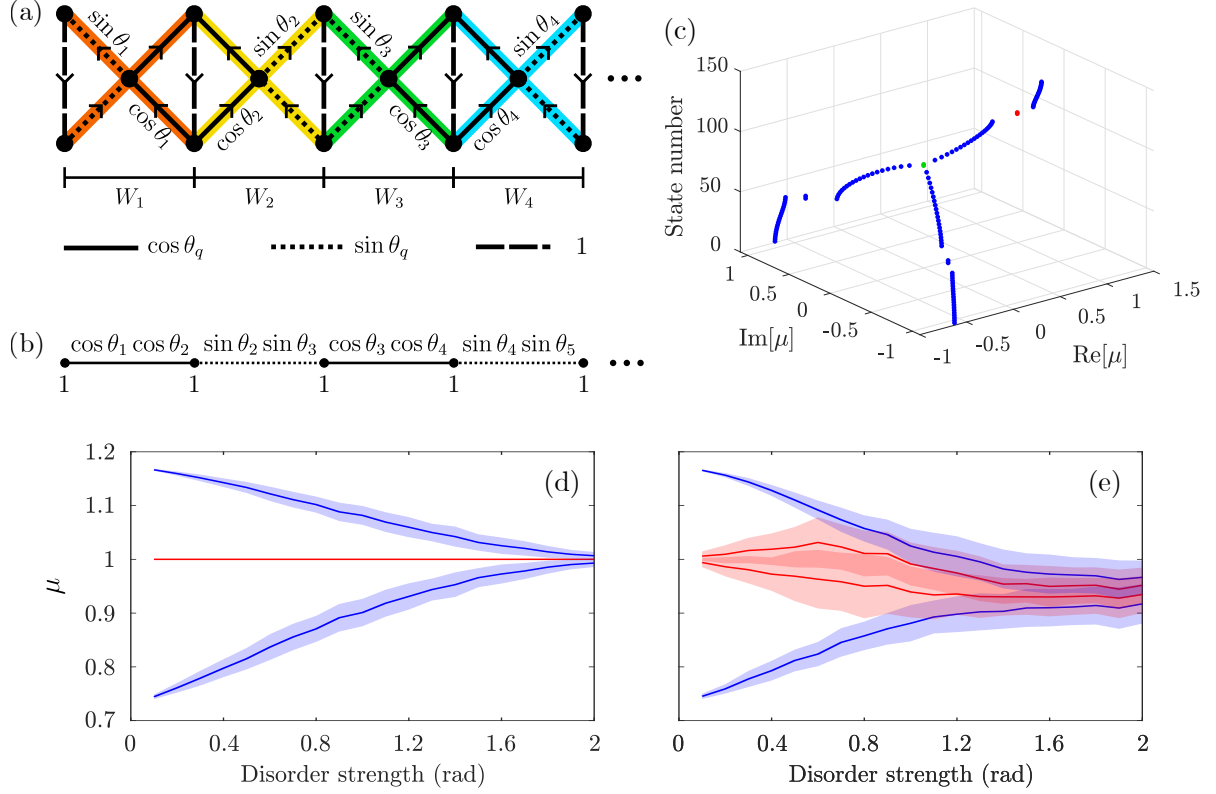 (a)
sin θ₁
sin θ₂
sin θ₃
sin θ₄
cos θ₁
cos θ₂
cos θ₃
cos θ₄
W₁
W₂
W₃
W₄
cos θ_q
sin θ_q
1
(b)
cos θ₁ cos θ₂
sin θ₂ sin θ₃
cos θ₃ cos θ₄
sin θ₄ sin θ₅
1
1
1
1
1
(c)
State number
150
100
50
0
1
0.5
0
-0.5
-1
Im[μ]
-1
-0.5
0
0.5
1
1.5
Re[μ]
(d)
μ
1.2
1.1
1
0.9
0.8
0.7
0
0.4
0.8
1.2
1.6
2
Disorder strength (rad)
(e)
0
0.4
0.8
1.2
1.6
2
Disorder strength (rad)